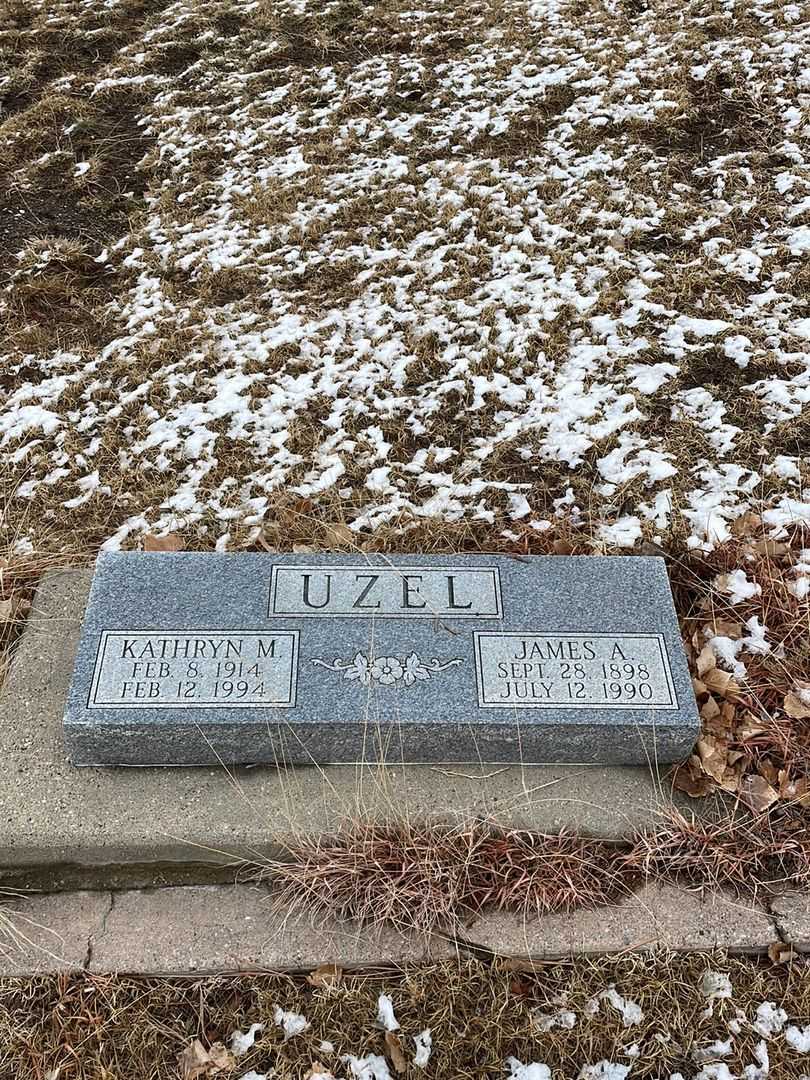 UZEL
KATHRYN M.
FEB. 8, 1914
FEB. 12, 1994
JAMES A.
SEPT. 28, 1898
JULY 12, 1990